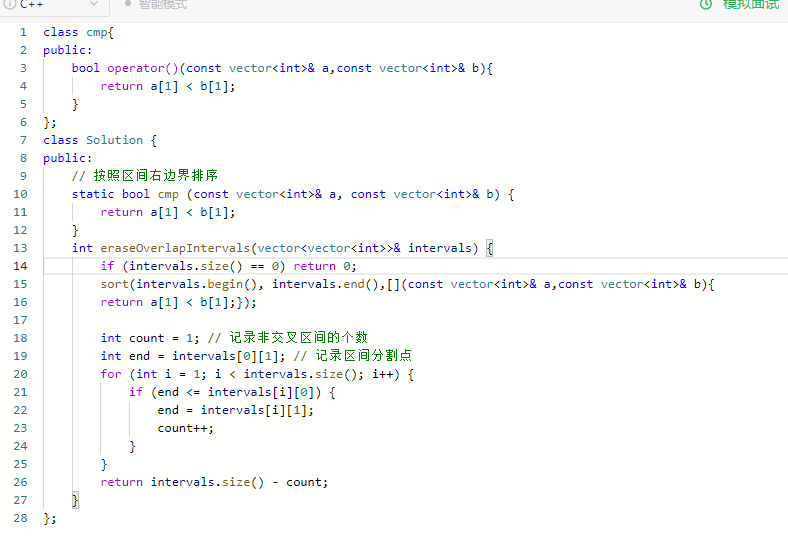 C++ 智能模式 模拟面试
1 class cmp{
2 public:
3     bool operator()(const vector<int>& a,const vector<int>& b){
4         return a[1] < b[1];
5     }
6 };
7 class Solution {
8 public:
9     // 按照区间右边界排序
10     static bool cmp (const vector<int>& a, const vector<int>& b) {
11         return a[1] < b[1];
12     }
13     int eraseOverlapIntervals(vector<vector<int>>& intervals) {
14         if (intervals.size() == 0) return 0;
15         sort(intervals.begin(), intervals.end(),[](const vector<int>& a,const vector<int>& b){
16         return a[1] < b[1];});
17
18         int count = 1; // 记录非交叉区间的个数
19         int end = intervals[0][1]; // 记录区间分割点
20         for (int i = 1; i < intervals.size(); i++) {
21             if (end <= intervals[i][0]) {
22                 end = intervals[i][1];
23                 count++;
24             }
25         }
26         return intervals.size() - count;
27     }
28 };